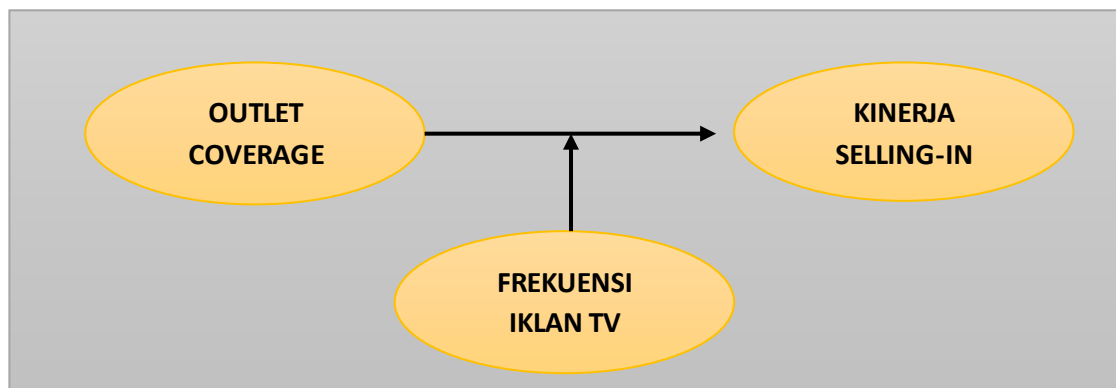 OUTLET
COVERAGE
KINERJA
SELLING-IN
FREKUENSI
IKLAN TV